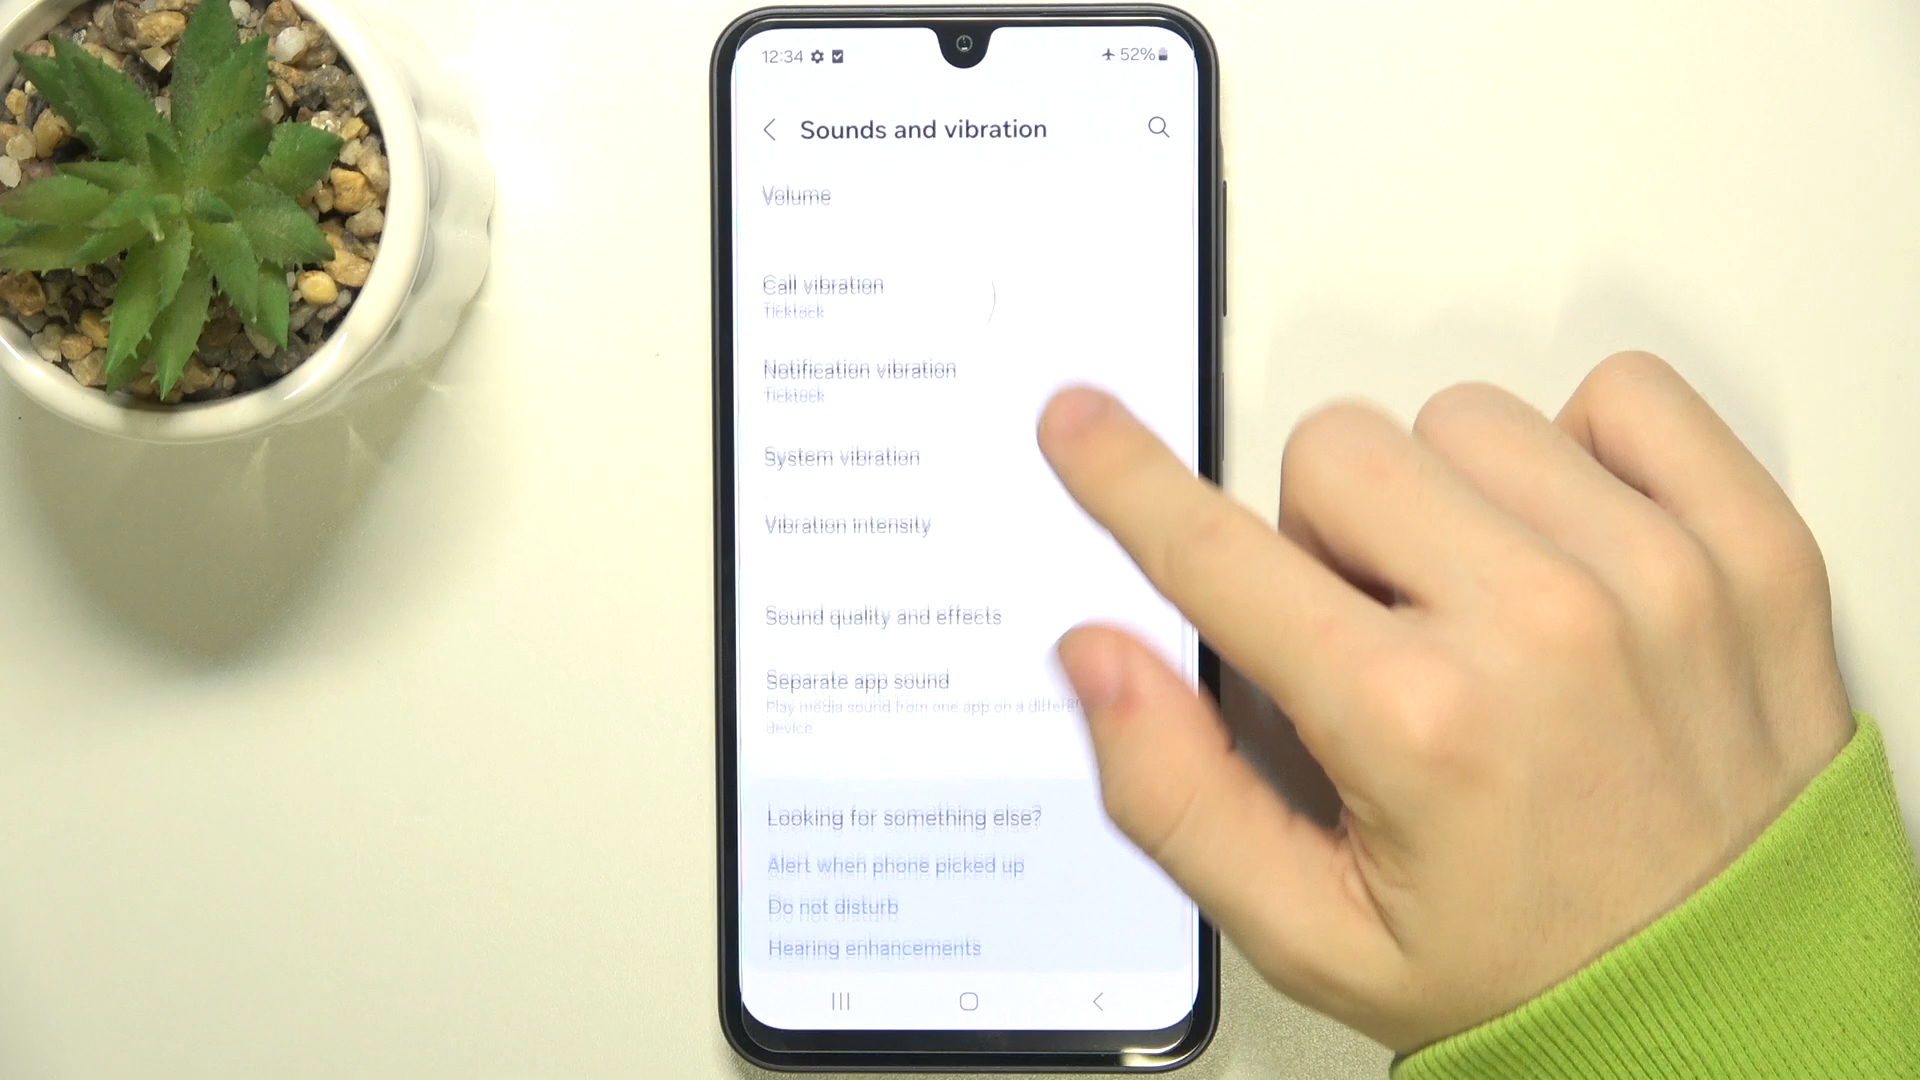 12:34
52%
Sounds and vibration
Volume
Call vibration
Ticktock
Notification vibration
Ticktock
System vibration
Vibration intensity
Sound quality and effects
Separate app sound
Play media sound from one app on a
device
Looking for something else?
Alert when phone picked up
Do not disturb
Hearing enhancements